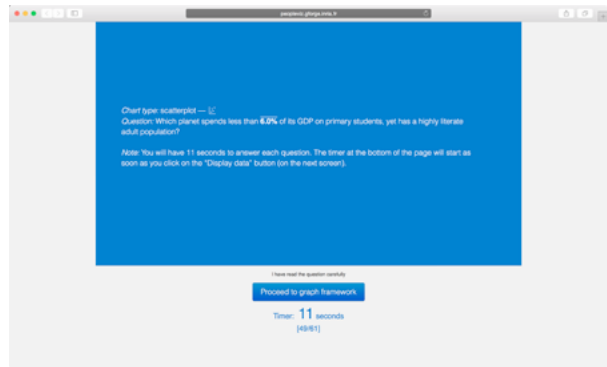 peoplevis.gforge.inria.fr
Chart type: scatterplot —
Question: Which planet spends less than 6.0% of its GDP on primary students, yet has a highly literate
adult population?
Note: You will have 11 seconds to answer each question. The timer at the bottom of the page will start as
soon as you click on the "Display data" button (on the next screen).
I have read the question carefully
Proceed to graph framework
Timer: 11 seconds
[49/61]